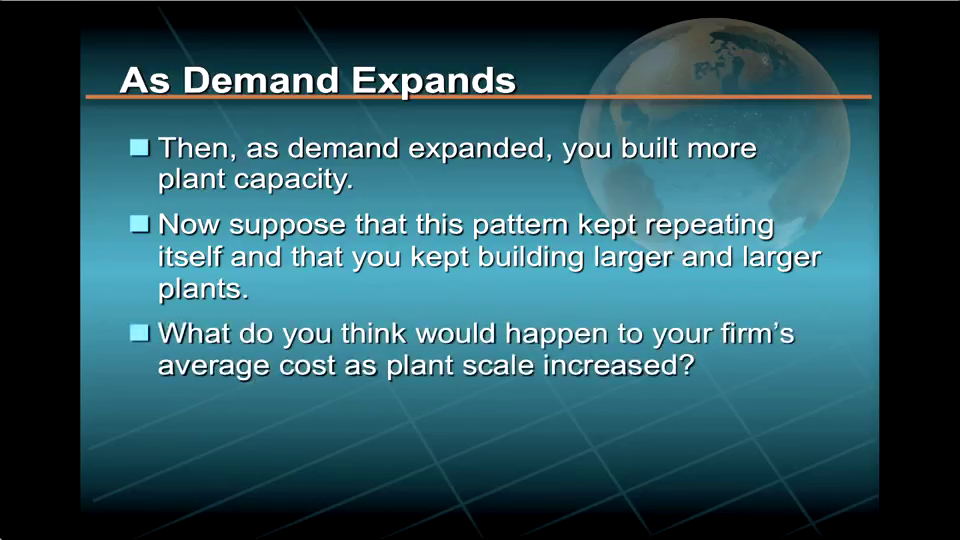 As Demand Expands
Then, as demand expanded, you built more
plant capacity.
Now suppose that this pattern kept repeating
itself and that you kept building larger and larger
plants.
What do you think would happen to your firm’s
average cost as plant scale increased?